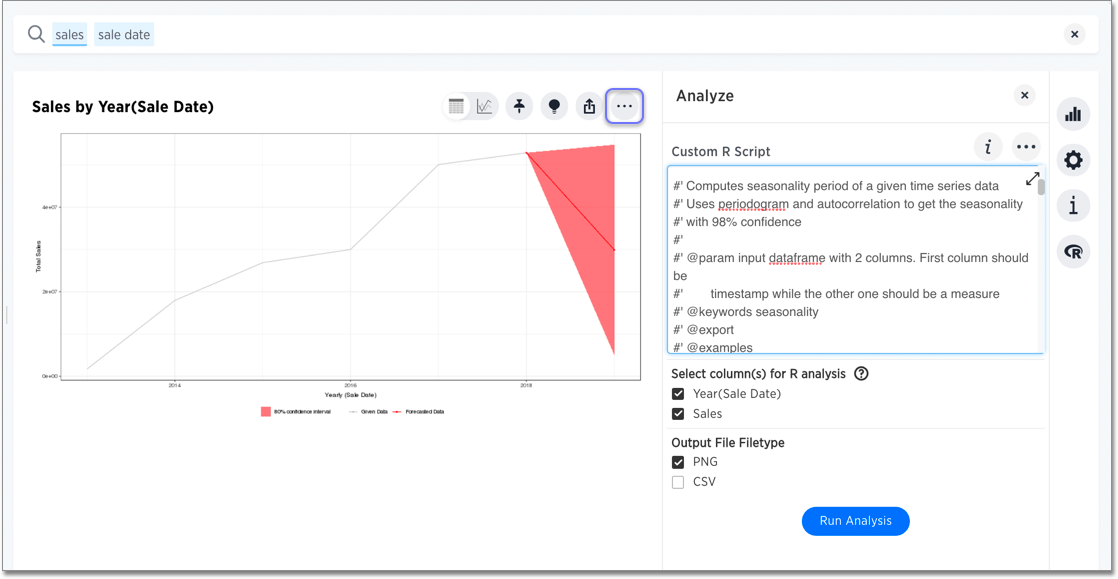 sales sale date
Sales by Year(Sale Date)
4e+07
2e+07
0e+00
Total Sales
2014
2016
2018
Yearly (Sale Date)
80% confidence interval Given Data Forecasted Data
Analyze
Custom R Script
#' Computes seasonality period of a given time series data
#' Uses periodogram and autocorrelation to get the seasonality
#' with 98% confidence
#'
#' @param input dataframe with 2 columns. First column should
be
#' timestamp while the other one should be a measure
#' @keywords seasonality
#' @export
#' @examples
Select column(s) for R analysis
Year(Sale Date)
Sales
Output File Filetype
PNG
CSV
Run Analysis